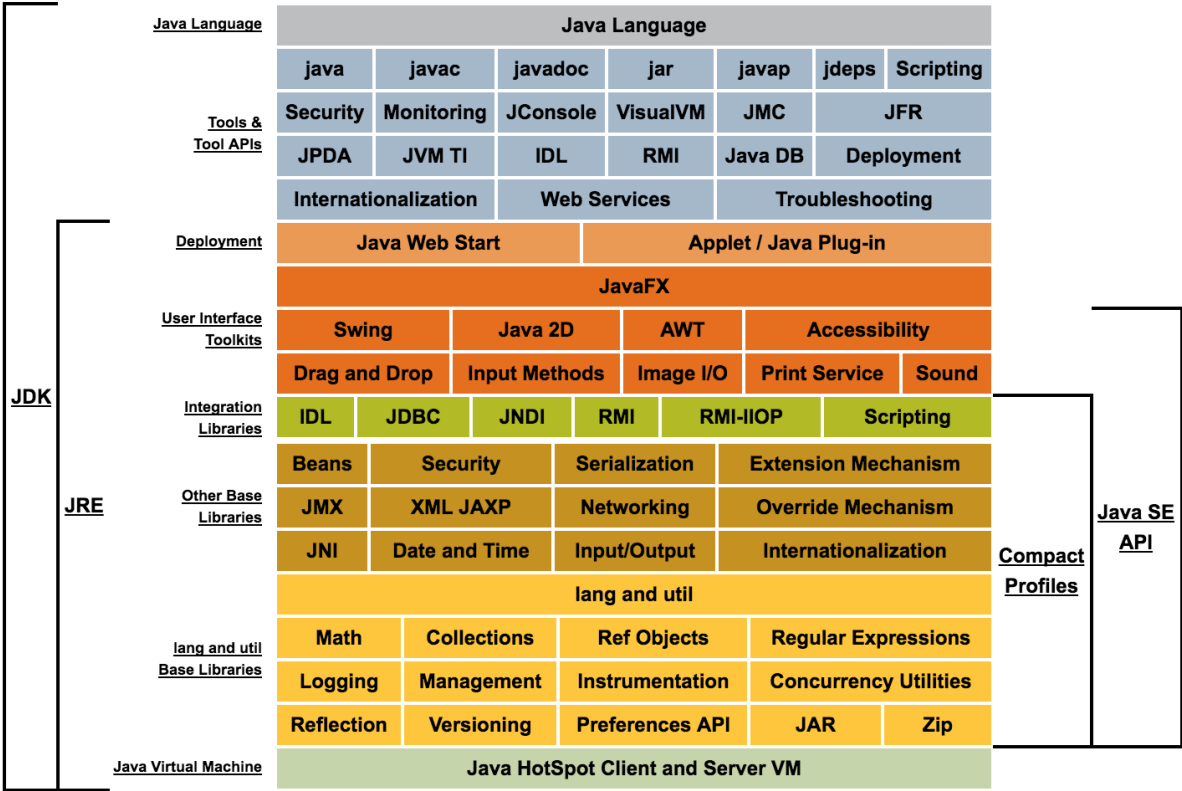 Java Language
Java Language
java javac javadoc jar javap jdeps Scripting
Tools &
Tool APIs
Security Monitoring JConsole VisualVM JMC JFR
JPDA JVM TI IDL RMI Java DB Deployment
Internationalization Web Services Troubleshooting
Deployment
Java Web Start Applet / Java Plug-in
JavaFX
User Interface
Toolkits
Swing Java 2D AWT Accessibility
Drag and Drop Input Methods Image I/O Print Service Sound
Integration
Libraries
IDL JDBC JNDI RMI RMI-IIOP Scripting
Other Base
Libraries
Beans Security Serialization Extension Mechanism
JMX XML JAXP Networking Override Mechanism
JNI Date and Time Input/Output Internationalization
lang and util
lang and util
Base Libraries
Math Collections Ref Objects Regular Expressions
Logging Management Instrumentation Concurrency Utilities
Reflection Versioning Preferences API JAR Zip
Java Virtual Machine
Java HotSpot Client and Server VM
JDK
JRE
Compact
Profiles
Java SE
API